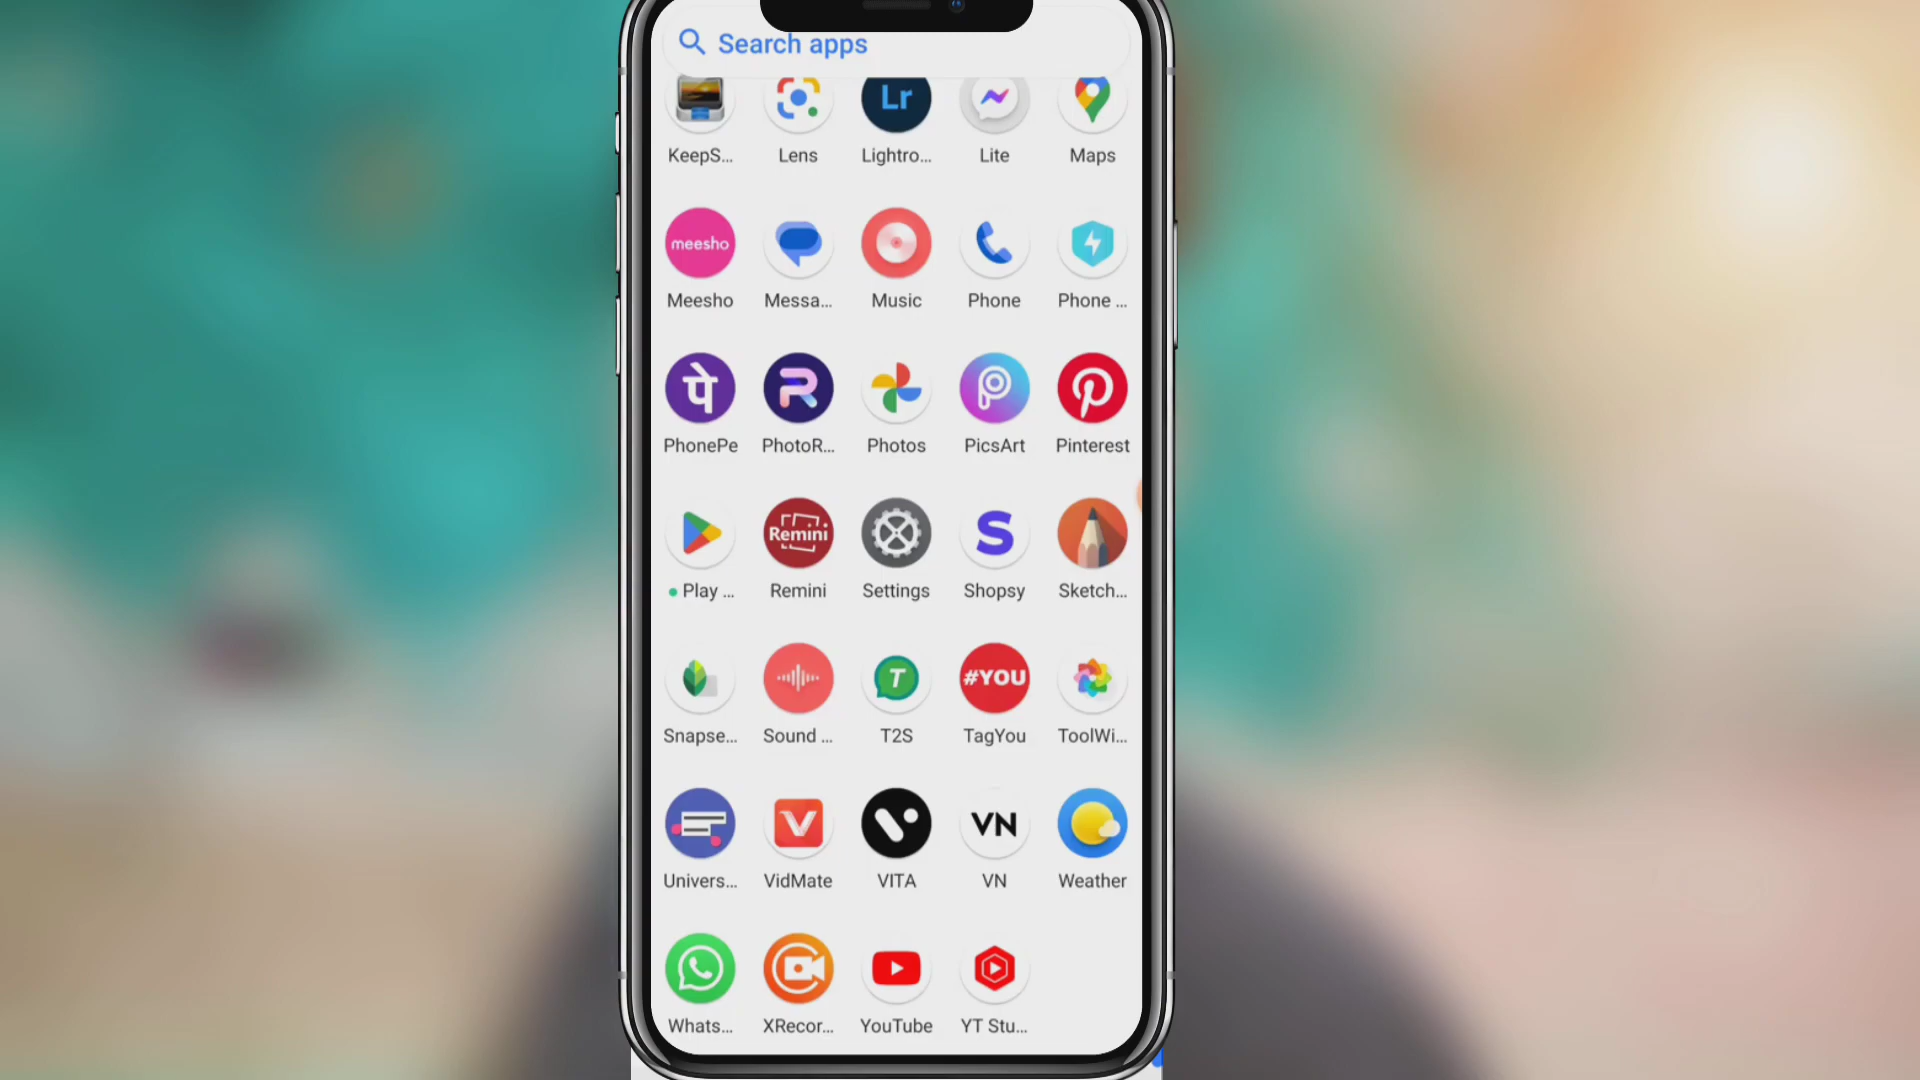 Search apps
Lr
KeepS... Lens Lightro... Lite Maps
meesho
Meesho Messa... Music Phone Phone ...
पे
PhonePe PhotoR... Photos PicsArt Pinterest
Remini S
Play ... Remini Settings Shopsy Sketch...
T #YOU
Snapse... Sound ... T2S TagYou ToolWi...
VN
Univers... VidMate VITA VN Weather
Whats... XRecor... YouTube YT Stu...